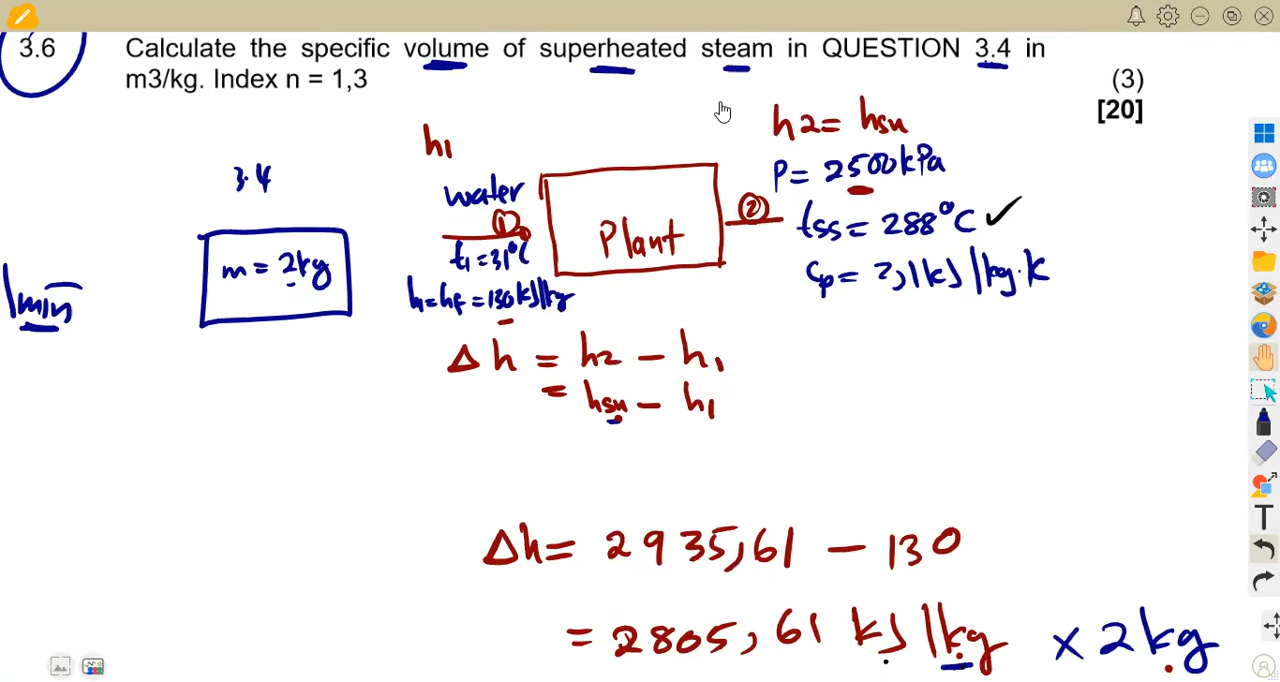 3.6 Calculate the specific volume of superheated steam in QUESTION 3.4 in
m3/kg. Index n = 1,3 (3)
[20]
3.4
m = 2kg
1min
h1
water
①
t1 = 31°C
h1 = hf = 130 kJ/kg
Plant
②
h2 = hsu
P = 2500kPa
tss = 288°C ✓
cp = 3,1kJ/kg.K
Δh = h2 - h1
= hsu - h1
Δh = 2935,61 - 130
= 2805,61 kJ/kg × 2kg
T